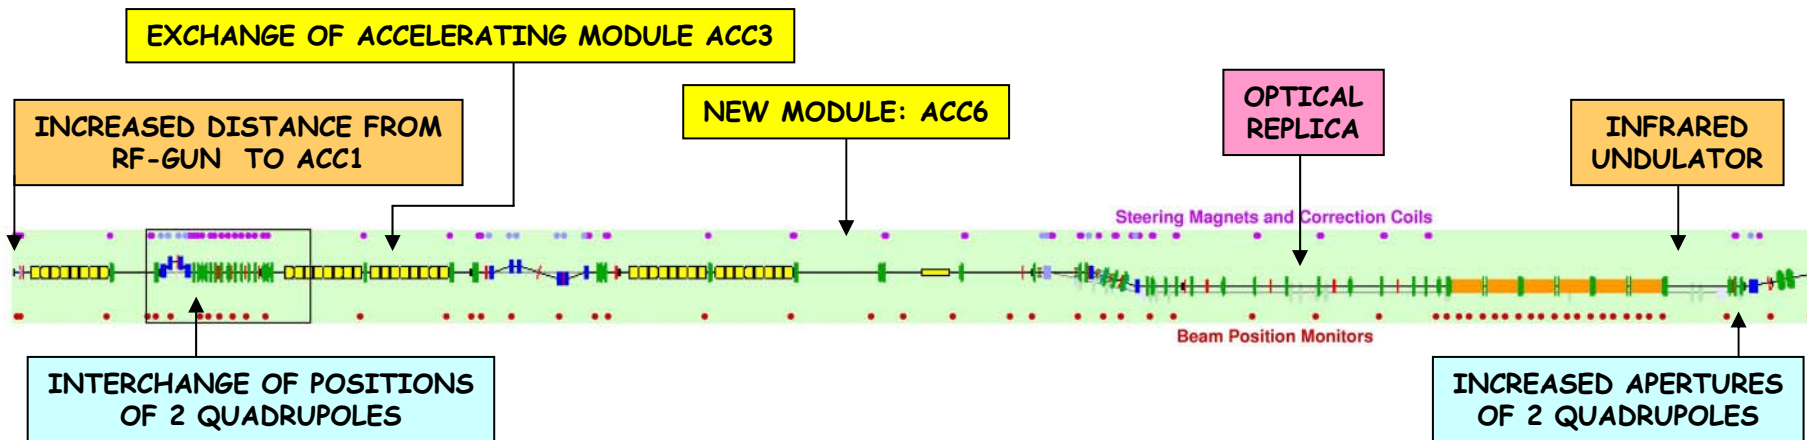 EXCHANGE OF ACCELERATING MODULE ACC3
INCREASED DISTANCE FROM
RF-GUN TO ACC1
NEW MODULE: ACC6
OPTICAL
REPLICA
INFRARED
UNDULATOR
Steering Magnets and Correction Coils
Beam Position Monitors
INTERCHANGE OF POSITIONS
OF 2 QUADRUPOLES
INCREASED APERTURES
OF 2 QUADRUPOLES